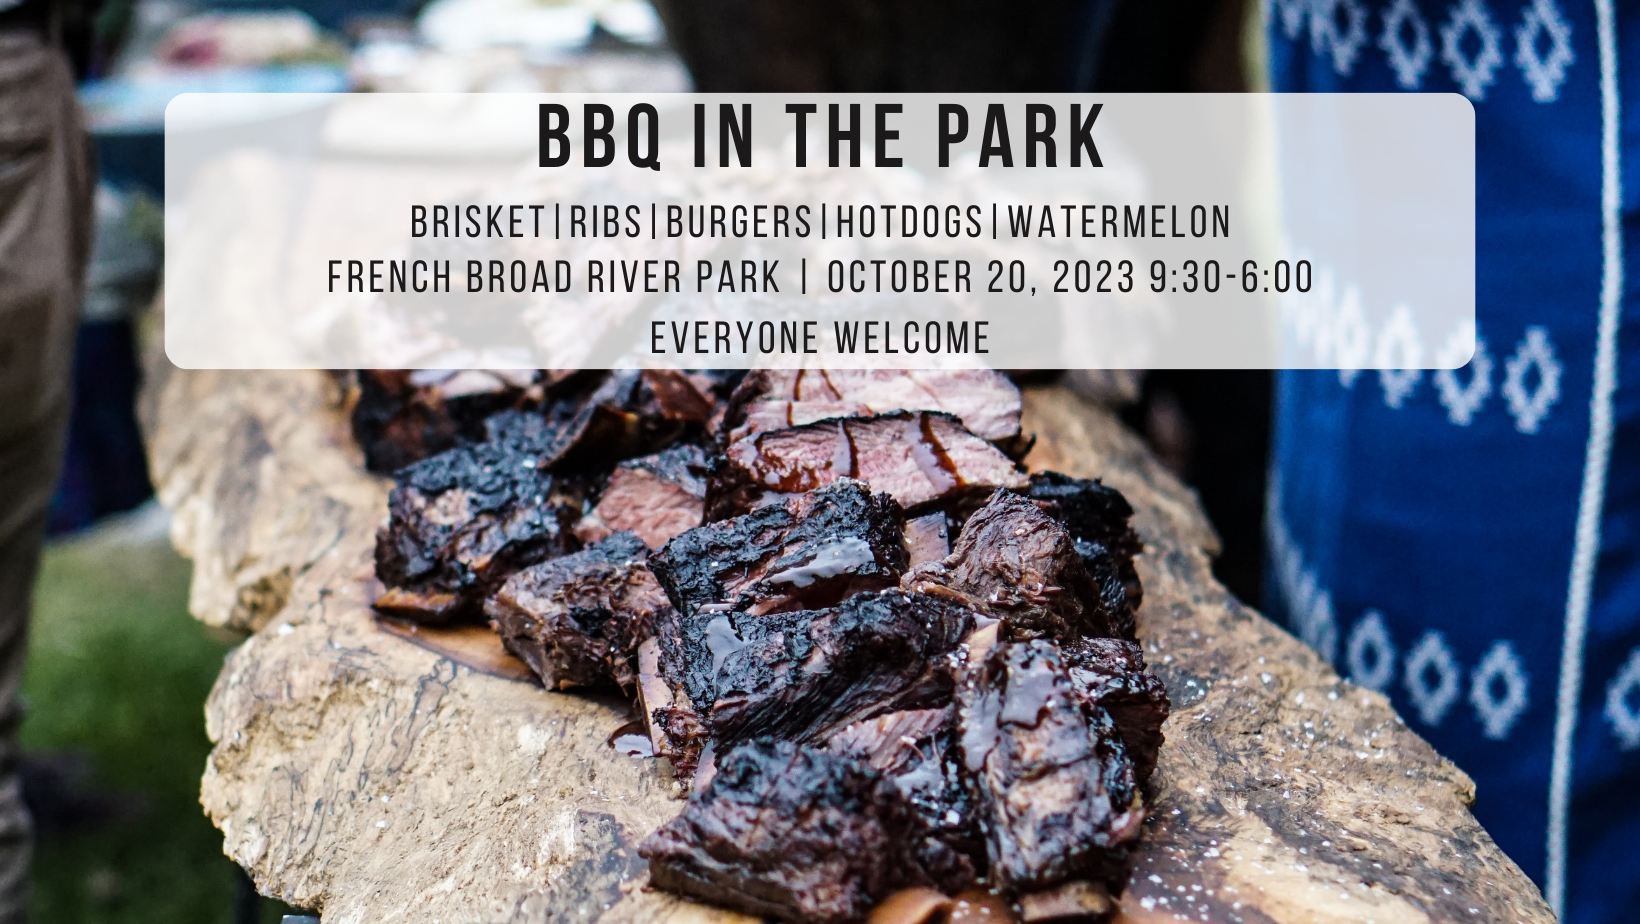 BBQ IN THE PARK
BRISKET|RIBS|BURGERS|HOTDOGS|WATERMELON
FRENCH BROAD RIVER PARK | OCTOBER 20, 2023 9:30-6:00
EVERYONE WELCOME